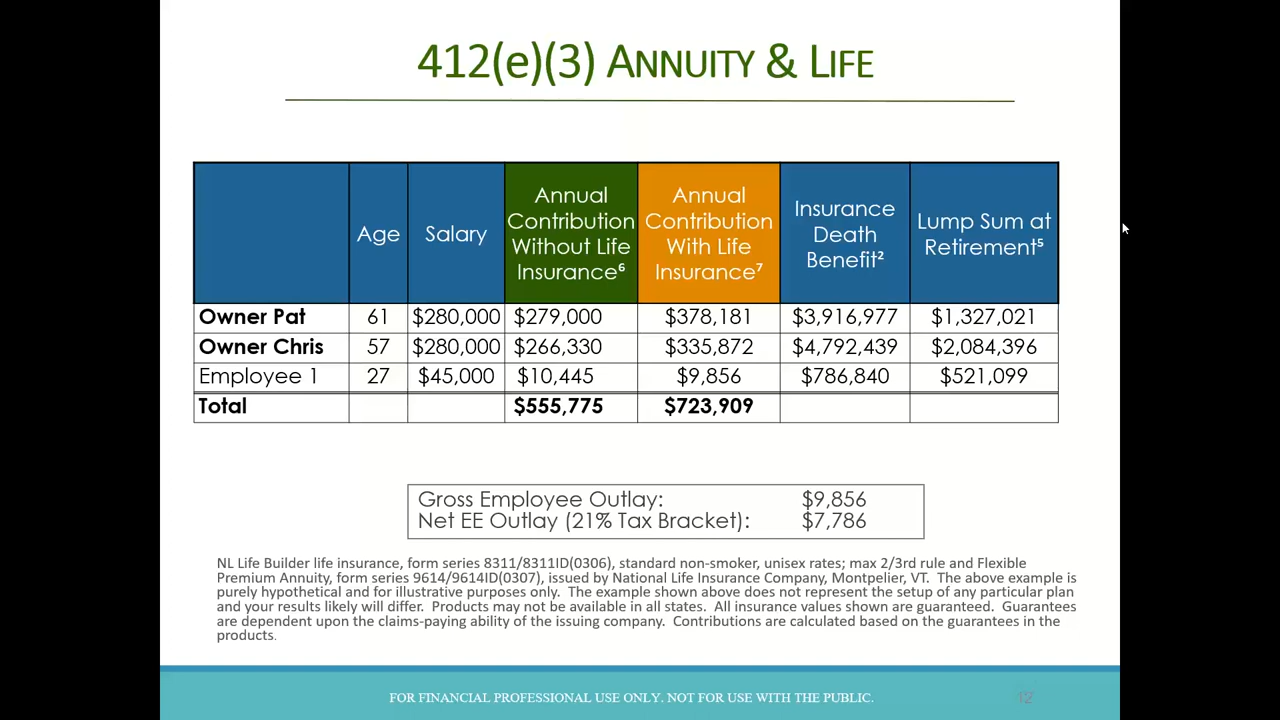 412(e)(3) ANNUITY & LIFE
Age
Salary
Annual
Contribution
Without Life
Insurance⁶
Annual
Contribution
With Life
Insurance⁷
Insurance
Death
Benefit²
Lump Sum at
Retirement⁵
Owner Pat 61 $280,000 $279,000 $378,181 $3,916,977 $1,327,021
Owner Chris 57 $280,000 $266,330 $335,872 $4,792,439 $2,084,396
Employee 1 27 $45,000 $10,445 $9,856 $786,840 $521,099
Total $555,775 $723,909
Gross Employee Outlay: $9,856
Net EE Outlay (21% Tax Bracket): $7,786
NL Life Builder life insurance, form series 8311/8311ID(0306), standard non-smoker, unisex rates; max 2/3rd rule and Flexible
Premium Annuity, form series 9614/9614ID(0307), issued by National Life Insurance Company, Montpelier, VT. The above example is
purely hypothetical and for illustrative purposes only. The example shown above does not represent the setup of any particular plan
and your results likely will differ. Products may not be available in all states. All insurance values shown are guaranteed. Guarantees
are dependent upon the claims-paying ability of the issuing company. Contributions are calculated based on the guarantees in the
products.
FOR FINANCIAL PROFESSIONAL USE ONLY. NOT FOR USE WITH THE PUBLIC.
12